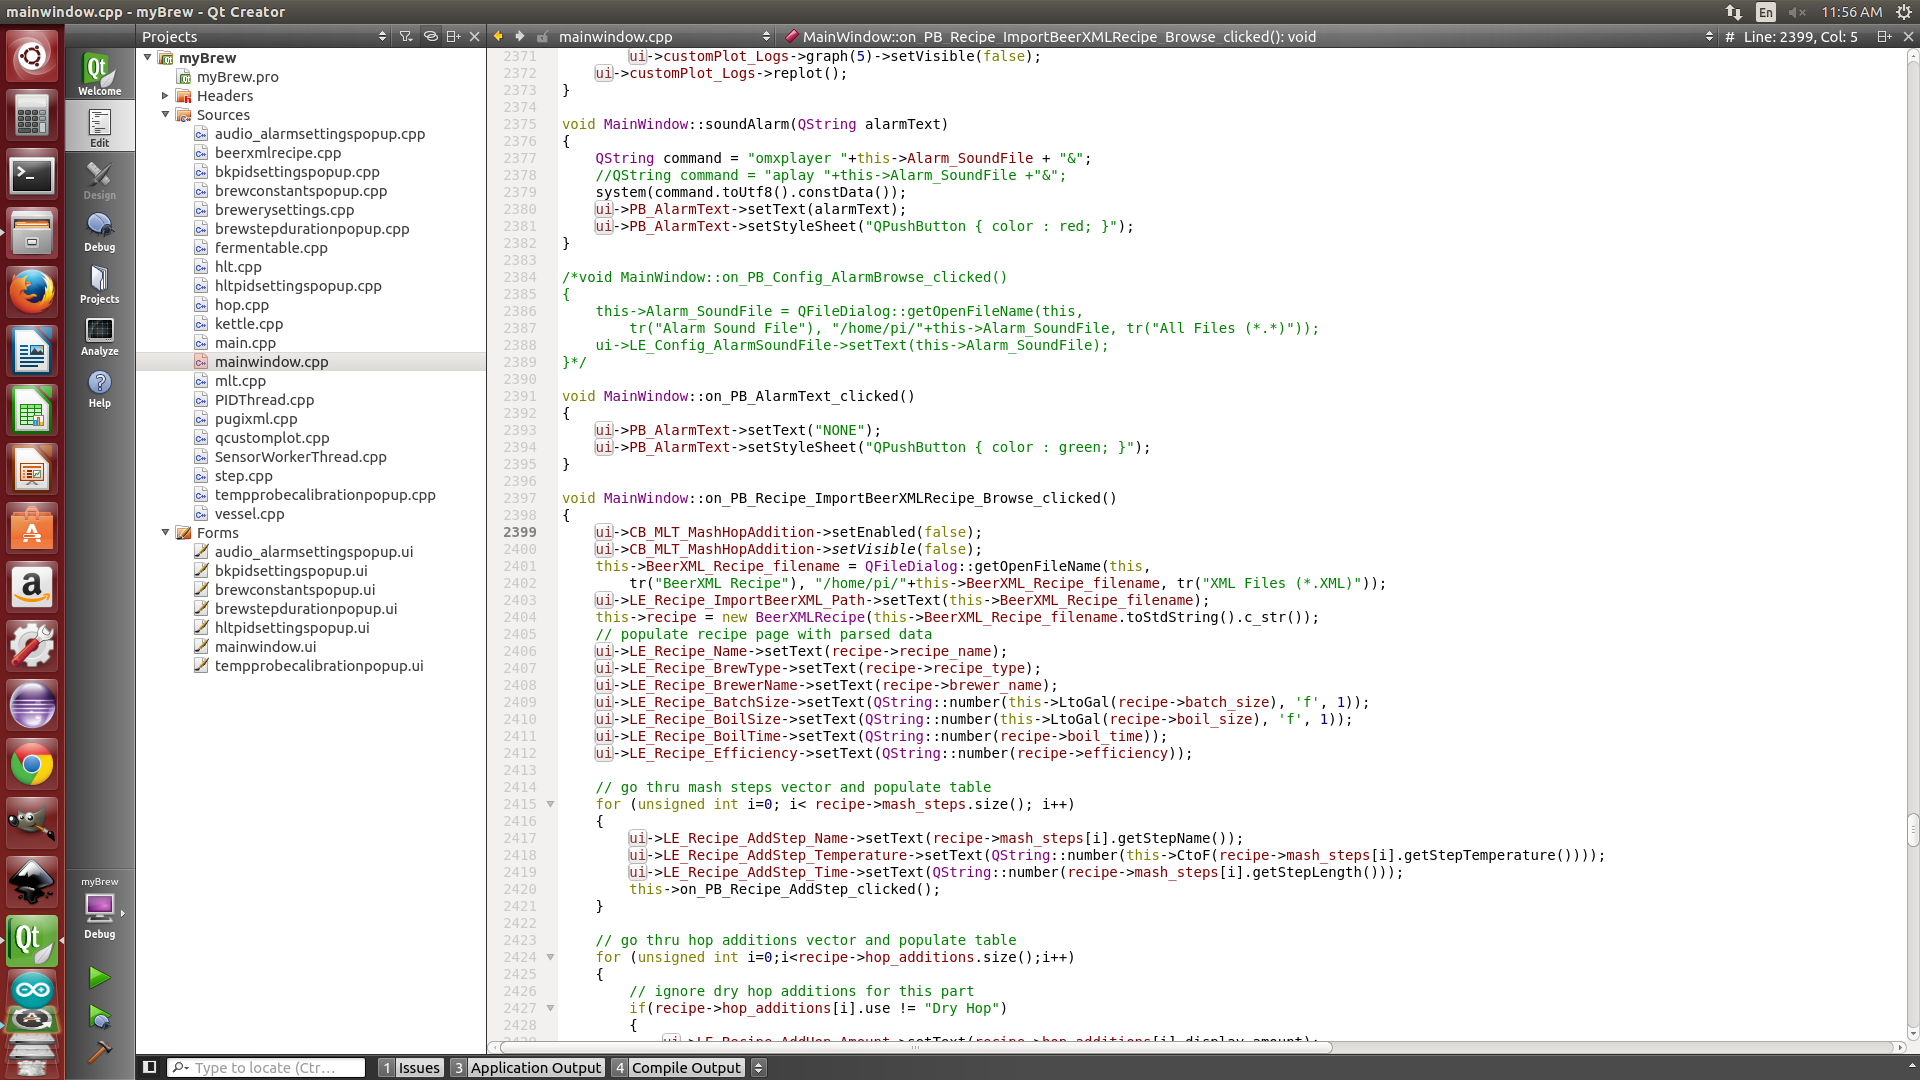 mainwindow.cpp - myBrew - Qt Creator
En
11:56 AM
Projects
mainwindow.cpp
MainWindow::on_PB_Recipe_ImportBeerXMLRecipe_Browse_clicked(): void
# Line: 2399, Col: 5
Welcome
Edit
Design
Debug
Projects
Analyze
Help
myBrew
Debug
myBrew
myBrew.pro
Headers
Sources
audio_alarmsettingspopup.cpp
beerxmlrecipe.cpp
bkpidsettingspopup.cpp
brewconstantspopup.cpp
brewerysettings.cpp
brewstepdurationpopup.cpp
fermentable.cpp
hlt.cpp
hltpidsettingspopup.cpp
hop.cpp
kettle.cpp
main.cpp
mainwindow.cpp
mlt.cpp
PIDThread.cpp
pugixml.cpp
qcustomplot.cpp
SensorWorkerThread.cpp
step.cpp
tempprobecalibrationpopup.cpp
vessel.cpp
Forms
audio_alarmsettingspopup.ui
bkpidsettingspopup.ui
brewconstantspopup.ui
brewstepdurationpopup.ui
hltpidsettingspopup.ui
mainwindow.ui
tempprobecalibrationpopup.ui
2371         ui->customPlot_Logs->graph(5)->setVisible(false);
2372     ui->customPlot_Logs->replot();
2373 }
2374
2375 void MainWindow::soundAlarm(QString alarmText)
2376 {
2377     QString command = "omxplayer "+this->Alarm_SoundFile + "&";
2378     //QString command = "aplay "+this->Alarm_SoundFile +"&";
2379     system(command.toUtf8().constData());
2380     ui->PB_AlarmText->setText(alarmText);
2381     ui->PB_AlarmText->setStyleSheet("QPushButton { color : red; }");
2382 }
2383
2384 /*void MainWindow::on_PB_Config_AlarmBrowse_clicked()
2385 {
2386     this->Alarm_SoundFile = QFileDialog::getOpenFileName(this,
2387         tr("Alarm Sound File"), "/home/pi/"+this->Alarm_SoundFile, tr("All Files (*.*)"));
2388     ui->LE_Config_AlarmSoundFile->setText(this->Alarm_SoundFile);
2389 }*/
2390
2391 void MainWindow::on_PB_AlarmText_clicked()
2392 {
2393     ui->PB_AlarmText->setText("NONE");
2394     ui->PB_AlarmText->setStyleSheet("QPushButton { color : green; }");
2395 }
2396
2397 void MainWindow::on_PB_Recipe_ImportBeerXMLRecipe_Browse_clicked()
2398 {
2399     ui->CB_MLT_MashHopAddition->setEnabled(false);
2400     ui->CB_MLT_MashHopAddition->setVisible(false);
2401     this->BeerXML_Recipe_filename = QFileDialog::getOpenFileName(this,
2402         tr("BeerXML Recipe"), "/home/pi/"+this->BeerXML_Recipe_filename, tr("XML Files (*.XML)"));
2403     ui->LE_Recipe_ImportBeerXML_Path->setText(this->BeerXML_Recipe_filename);
2404     this->recipe = new BeerXMLRecipe(this->BeerXML_Recipe_filename.toStdString().c_str());
2405     // populate recipe page with parsed data
2406     ui->LE_Recipe_Name->setText(recipe->recipe_name);
2407     ui->LE_Recipe_BrewType->setText(recipe->recipe_type);
2408     ui->LE_Recipe_BrewerName->setText(recipe->brewer_name);
2409     ui->LE_Recipe_BatchSize->setText(QString::number(this->LtoGal(recipe->batch_size), 'f', 1));
2410     ui->LE_Recipe_BoilSize->setText(QString::number(this->LtoGal(recipe->boil_size), 'f', 1));
2411     ui->LE_Recipe_BoilTime->setText(QString::number(recipe->boil_time));
2412     ui->LE_Recipe_Efficiency->setText(QString::number(recipe->efficiency));
2413
2414     // go thru mash steps vector and populate table
2415     for (unsigned int i=0; i< recipe->mash_steps.size(); i++)
2416     {
2417         ui->LE_Recipe_AddStep_Name->setText(recipe->mash_steps[i].getStepName());
2418         ui->LE_Recipe_AddStep_Temperature->setText(QString::number(this->CtoF(recipe->mash_steps[i].getStepTemperature())));
2419         ui->LE_Recipe_AddStep_Time->setText(QString::number(recipe->mash_steps[i].getStepLength()));
2420         this->on_PB_Recipe_AddStep_clicked();
2421     }
2422
2423     // go thru hop additions vector and populate table
2424     for (unsigned int i=0;i<recipe->hop_additions.size();i++)
2425     {
2426         // ignore dry hop additions for this part
2427         if(recipe->hop_additions[i].use != "Dry Hop")
2428         {
2429             ui->LE_Recipe_AddHop_Amount->setText(recipe->hop_additions[i].display_amount);
Type to locate (Ctr...
1 Issues
3 Application Output
4 Compile Output